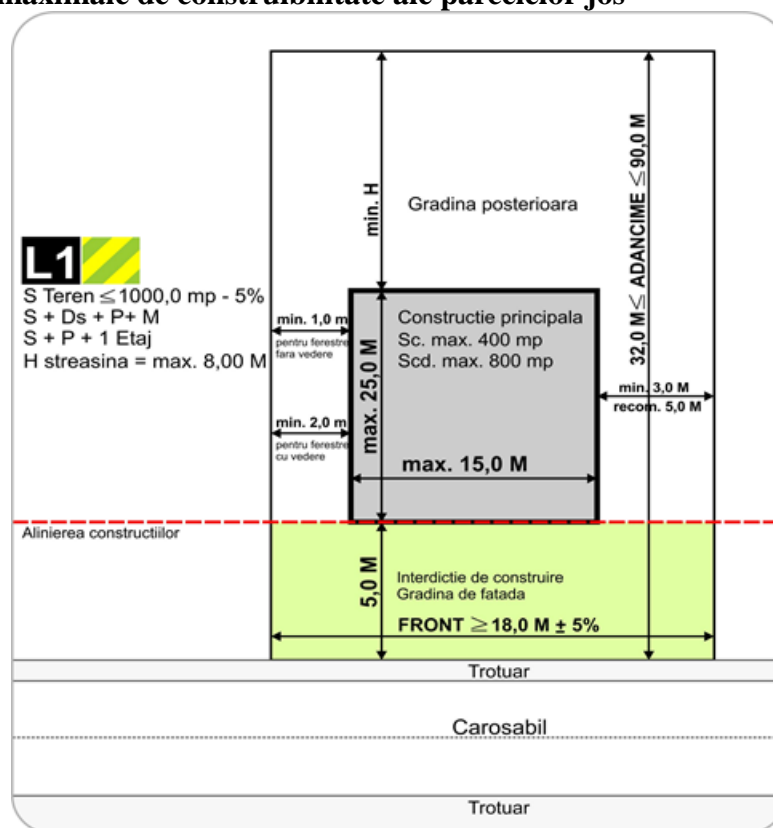 maximale de construibilitate ale parcelelor jos
min. H
Gradina posterioara
32,0 M ≤ ADANCIME ≤ 90,0 M
L1
S Teren ≤ 1000,0 mp - 5%
S + Ds + P+ M
S + P + 1 Etaj
H streasina = max. 8,00 M
min. 1,0 m
pentru ferestre
fara vedere
min. 2,0 m
pentru ferestre
cu vedere
max. 25,0 M
Constructie principala
Sc. max. 400 mp
Scd. max. 800 mp
max. 15,0 M
min. 3,0 M
recom. 5,0 M
Alinierea constructiilor
5,0 M
Interdictie de construire
Gradina de fatada
FRONT ≥ 18,0 M ± 5%
Trotuar
Carosabil
Trotuar